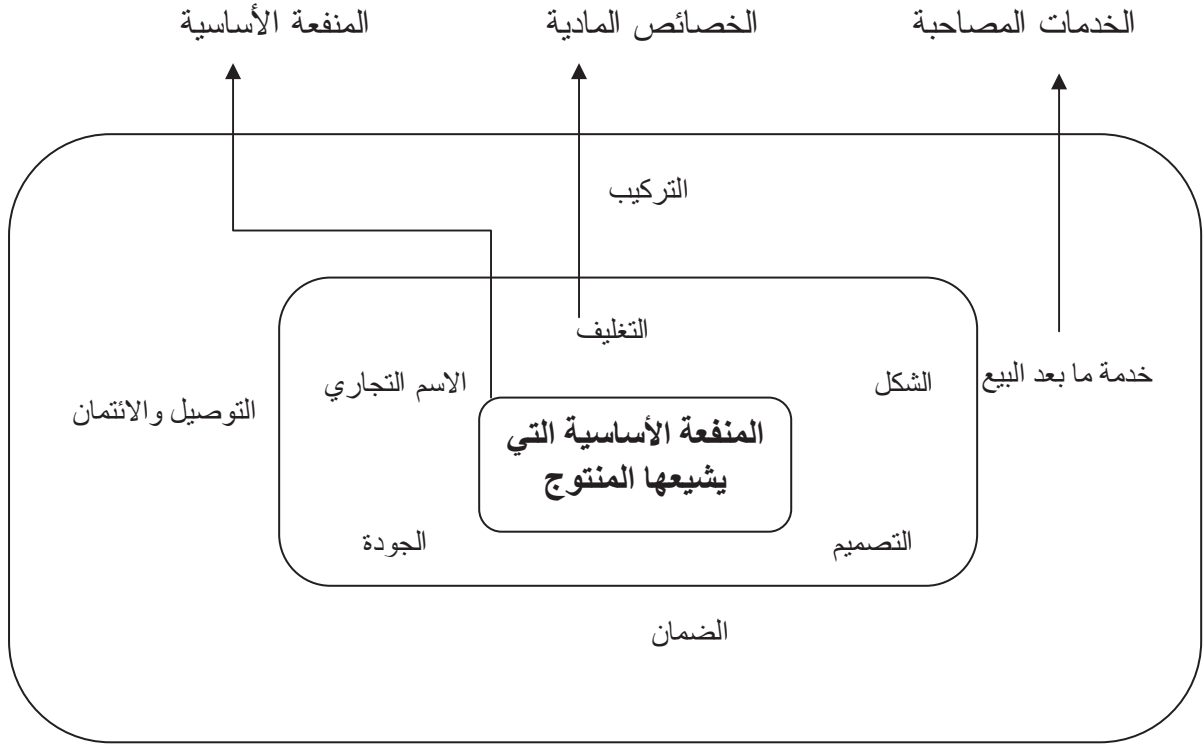 الخدمات المصاحبة
الخصائص المادية
المنفعة الأساسية
التركيب
التغليف
خدمة ما بعد البيع
الشكل
الاسم التجاري
التوصيل والائتمان
المنفعة الأساسية التي
يشيعها المنتوج
التصميم
الجودة
الضمان